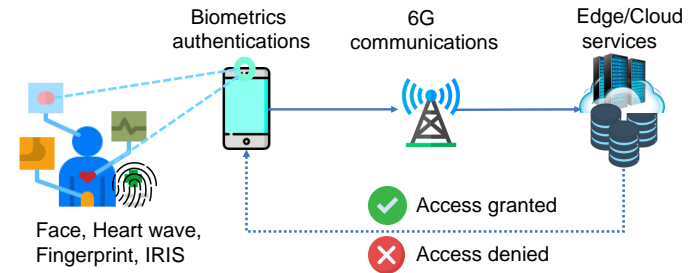 Biometrics
authentications
6G
communications
Edge/Cloud
services
Face, Heart wave,
Fingerprint, IRIS
Access granted
Access denied